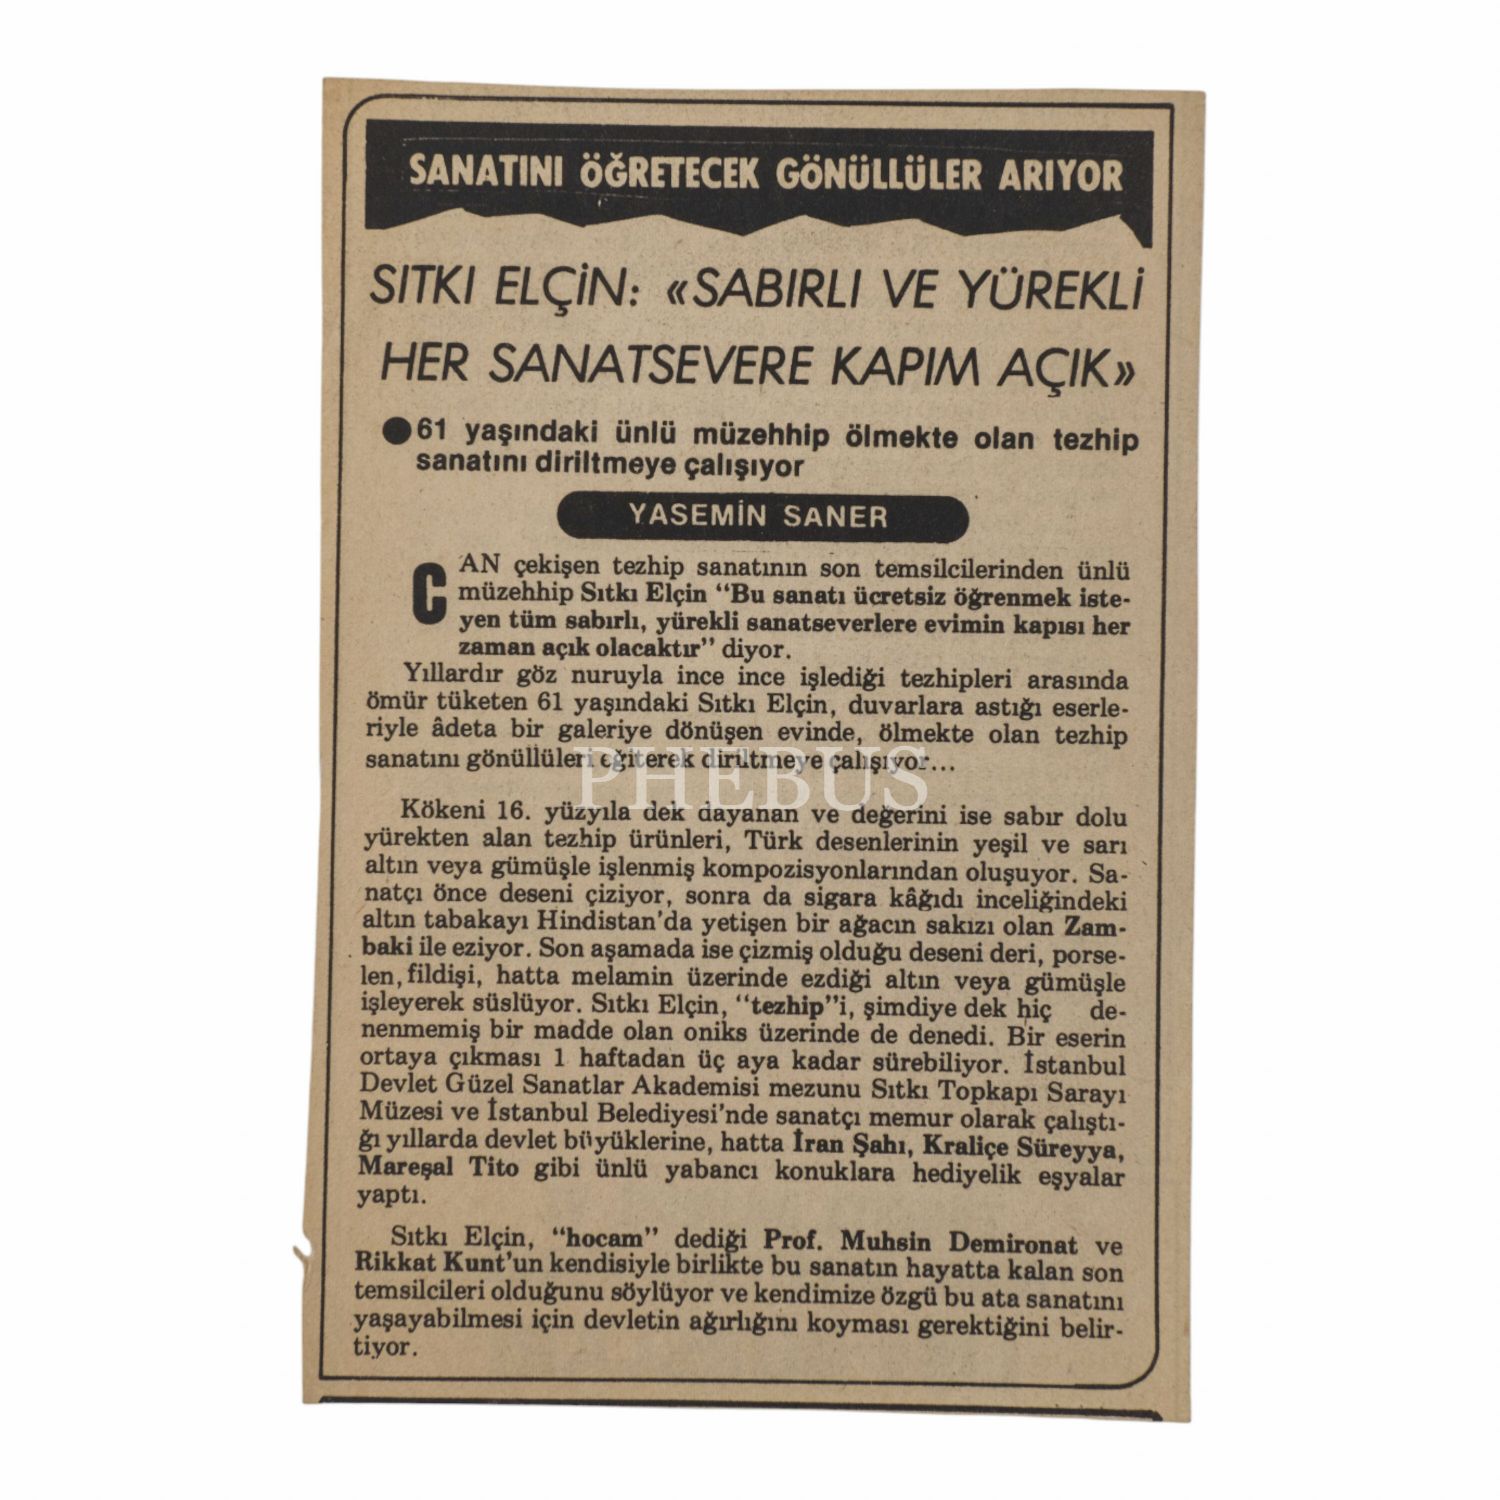 SANATINI ÖĞRETECEK GÖNÜLLÜLER ARIYOR
SITKI ELÇİN: «SABIRLI VE YÜREKLİ
HER SANATSEVERE KAPIM AÇIK»
●61 yaşındaki ünlü müzehhip ölmekte olan tezhip
sanatını diriltmeye çalışıyor
YASEMİN SANER
CAN çekişen tezhip sanatının son temsilcilerinden ünlü
müzehhip Sıtkı Elçin “Bu sanatı ücretsiz öğrenmek iste-
yen tüm sabırlı, yürekli sanatseverlere evimin kapısı her
zaman açık olacaktır” diyor.
Yıllardır göz nuruyla ince ince işlediği tezhipleri arasında
ömür tüketen 61 yaşındaki Sıtkı Elçin, duvarlara astığı eserle-
riyle âdeta bir galeriye dönüşen evinde, ölmekte olan tezhip
sanatını gönüllüleri eğiterek diriltmeye çalışıyor...
PHEBUS
Kökeni 16. yüzyıla dek dayanan ve değerini ise sabır dolu
yürekten alan tezhip ürünleri, Türk desenlerinin yeşil ve sarı
altın veya gümüşle işlenmiş kompozisyonlarından oluşuyor. Sa-
natçı önce deseni çiziyor, sonra da sigara kâğıdı inceliğindeki
altın tabakayı Hindistan’da yetişen bir ağacın sakızı olan Zam-
baki ile eziyor. Son aşamada ise çizmiş olduğu deseni deri, porse-
len, fildişi, hatta melamin üzerinde ezdiği altın veya gümüşle
işleyerek süslüyor. Sıtkı Elçin, “tezhip”i, şimdiye dek hiç de-
nenmemiş bir madde olan oniks üzerinde de denedi. Bir eserin
ortaya çıkması 1 haftadan üç aya kadar sürebiliyor. İstanbul
Devlet Güzel Sanatlar Akademisi mezunu Sıtkı Topkapı Sarayı
Müzesi ve İstanbul Belediyesi’nde sanatçı memur olarak çalıştı-
ğı yıllarda devlet büyüklerine, hatta İran Şahı, Kraliçe Süreyya,
Mareşal Tito gibi ünlü yabancı konuklara hediyelik eşyalar
yaptı.
Sıtkı Elçin, “hocam” dediği Prof. Muhsin Demironat ve
Rikkat Kunt’un kendisiyle birlikte bu sanatın hayatta kalan son
temsilcileri olduğunu söylüyor ve kendimize özgü bu ata sanatını
yaşayabilmesi için devletin ağırlığını koyması gerektiğini belir-
tiyor.